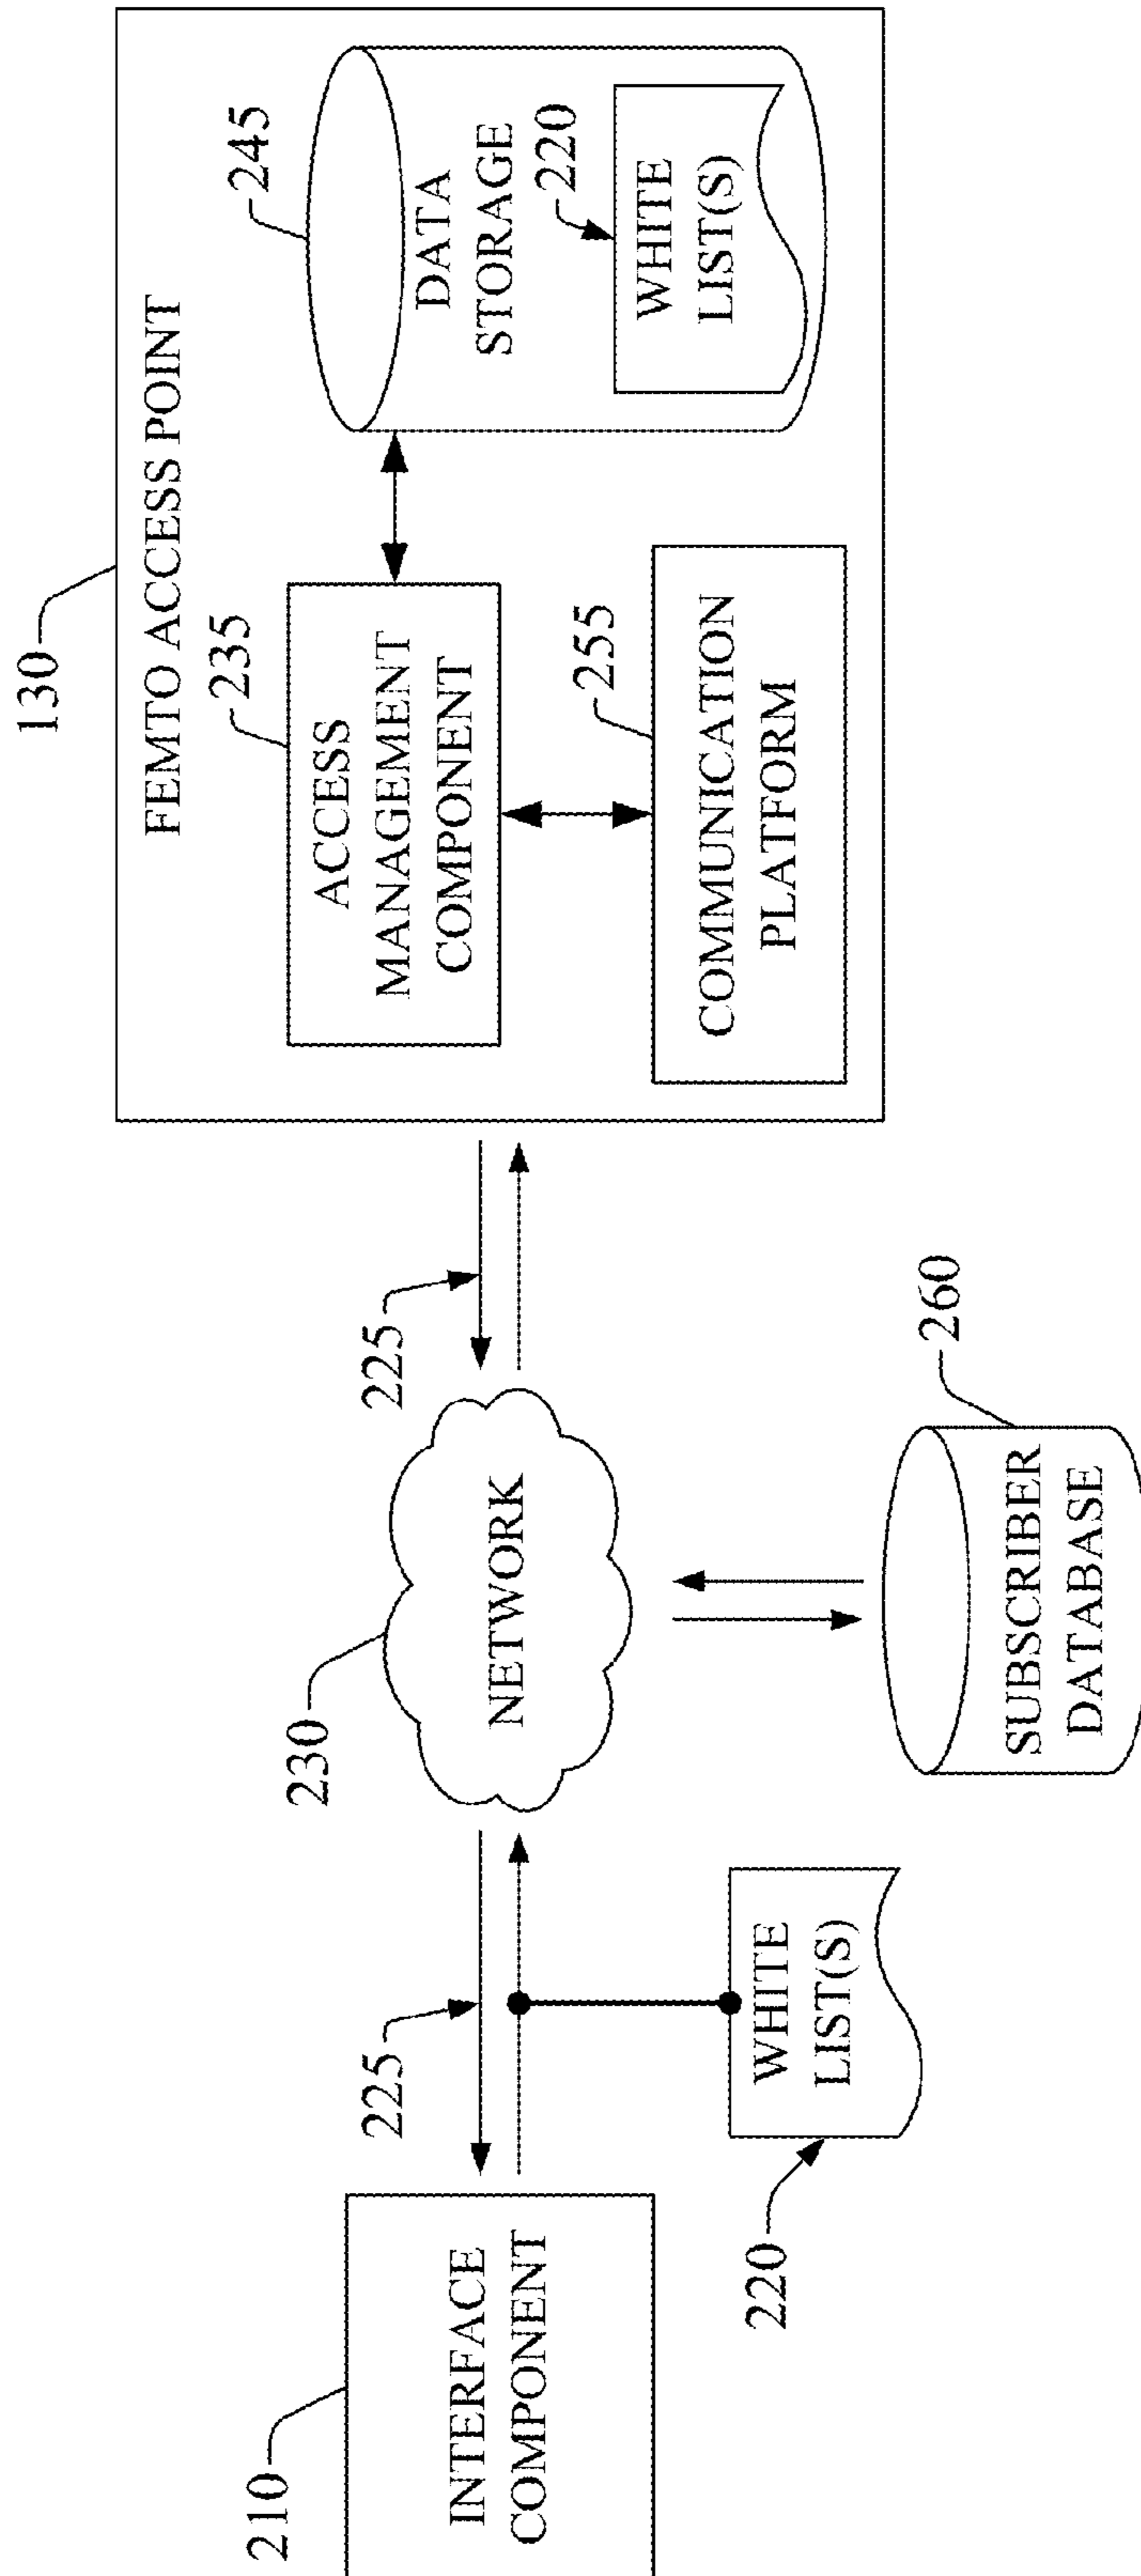 130
FEMTO ACCESS POINT
235
245
ACCESS
MANAGEMENT
COMPONENT
DATA
STORAGE
220
WHITE
LIST(S)
255
COMMUNICATION
PLATFORM
210
INTERFACE
COMPONENT
225
230
NETWORK
225
220
WHITE
LIST(S)
260
SUBSCRIBER
DATABASE